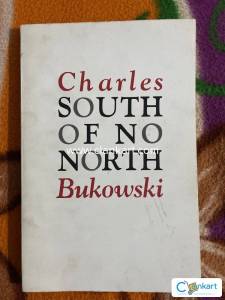 Charles
SOUTH
OF NO
NORTH
Bukowski
Clankart